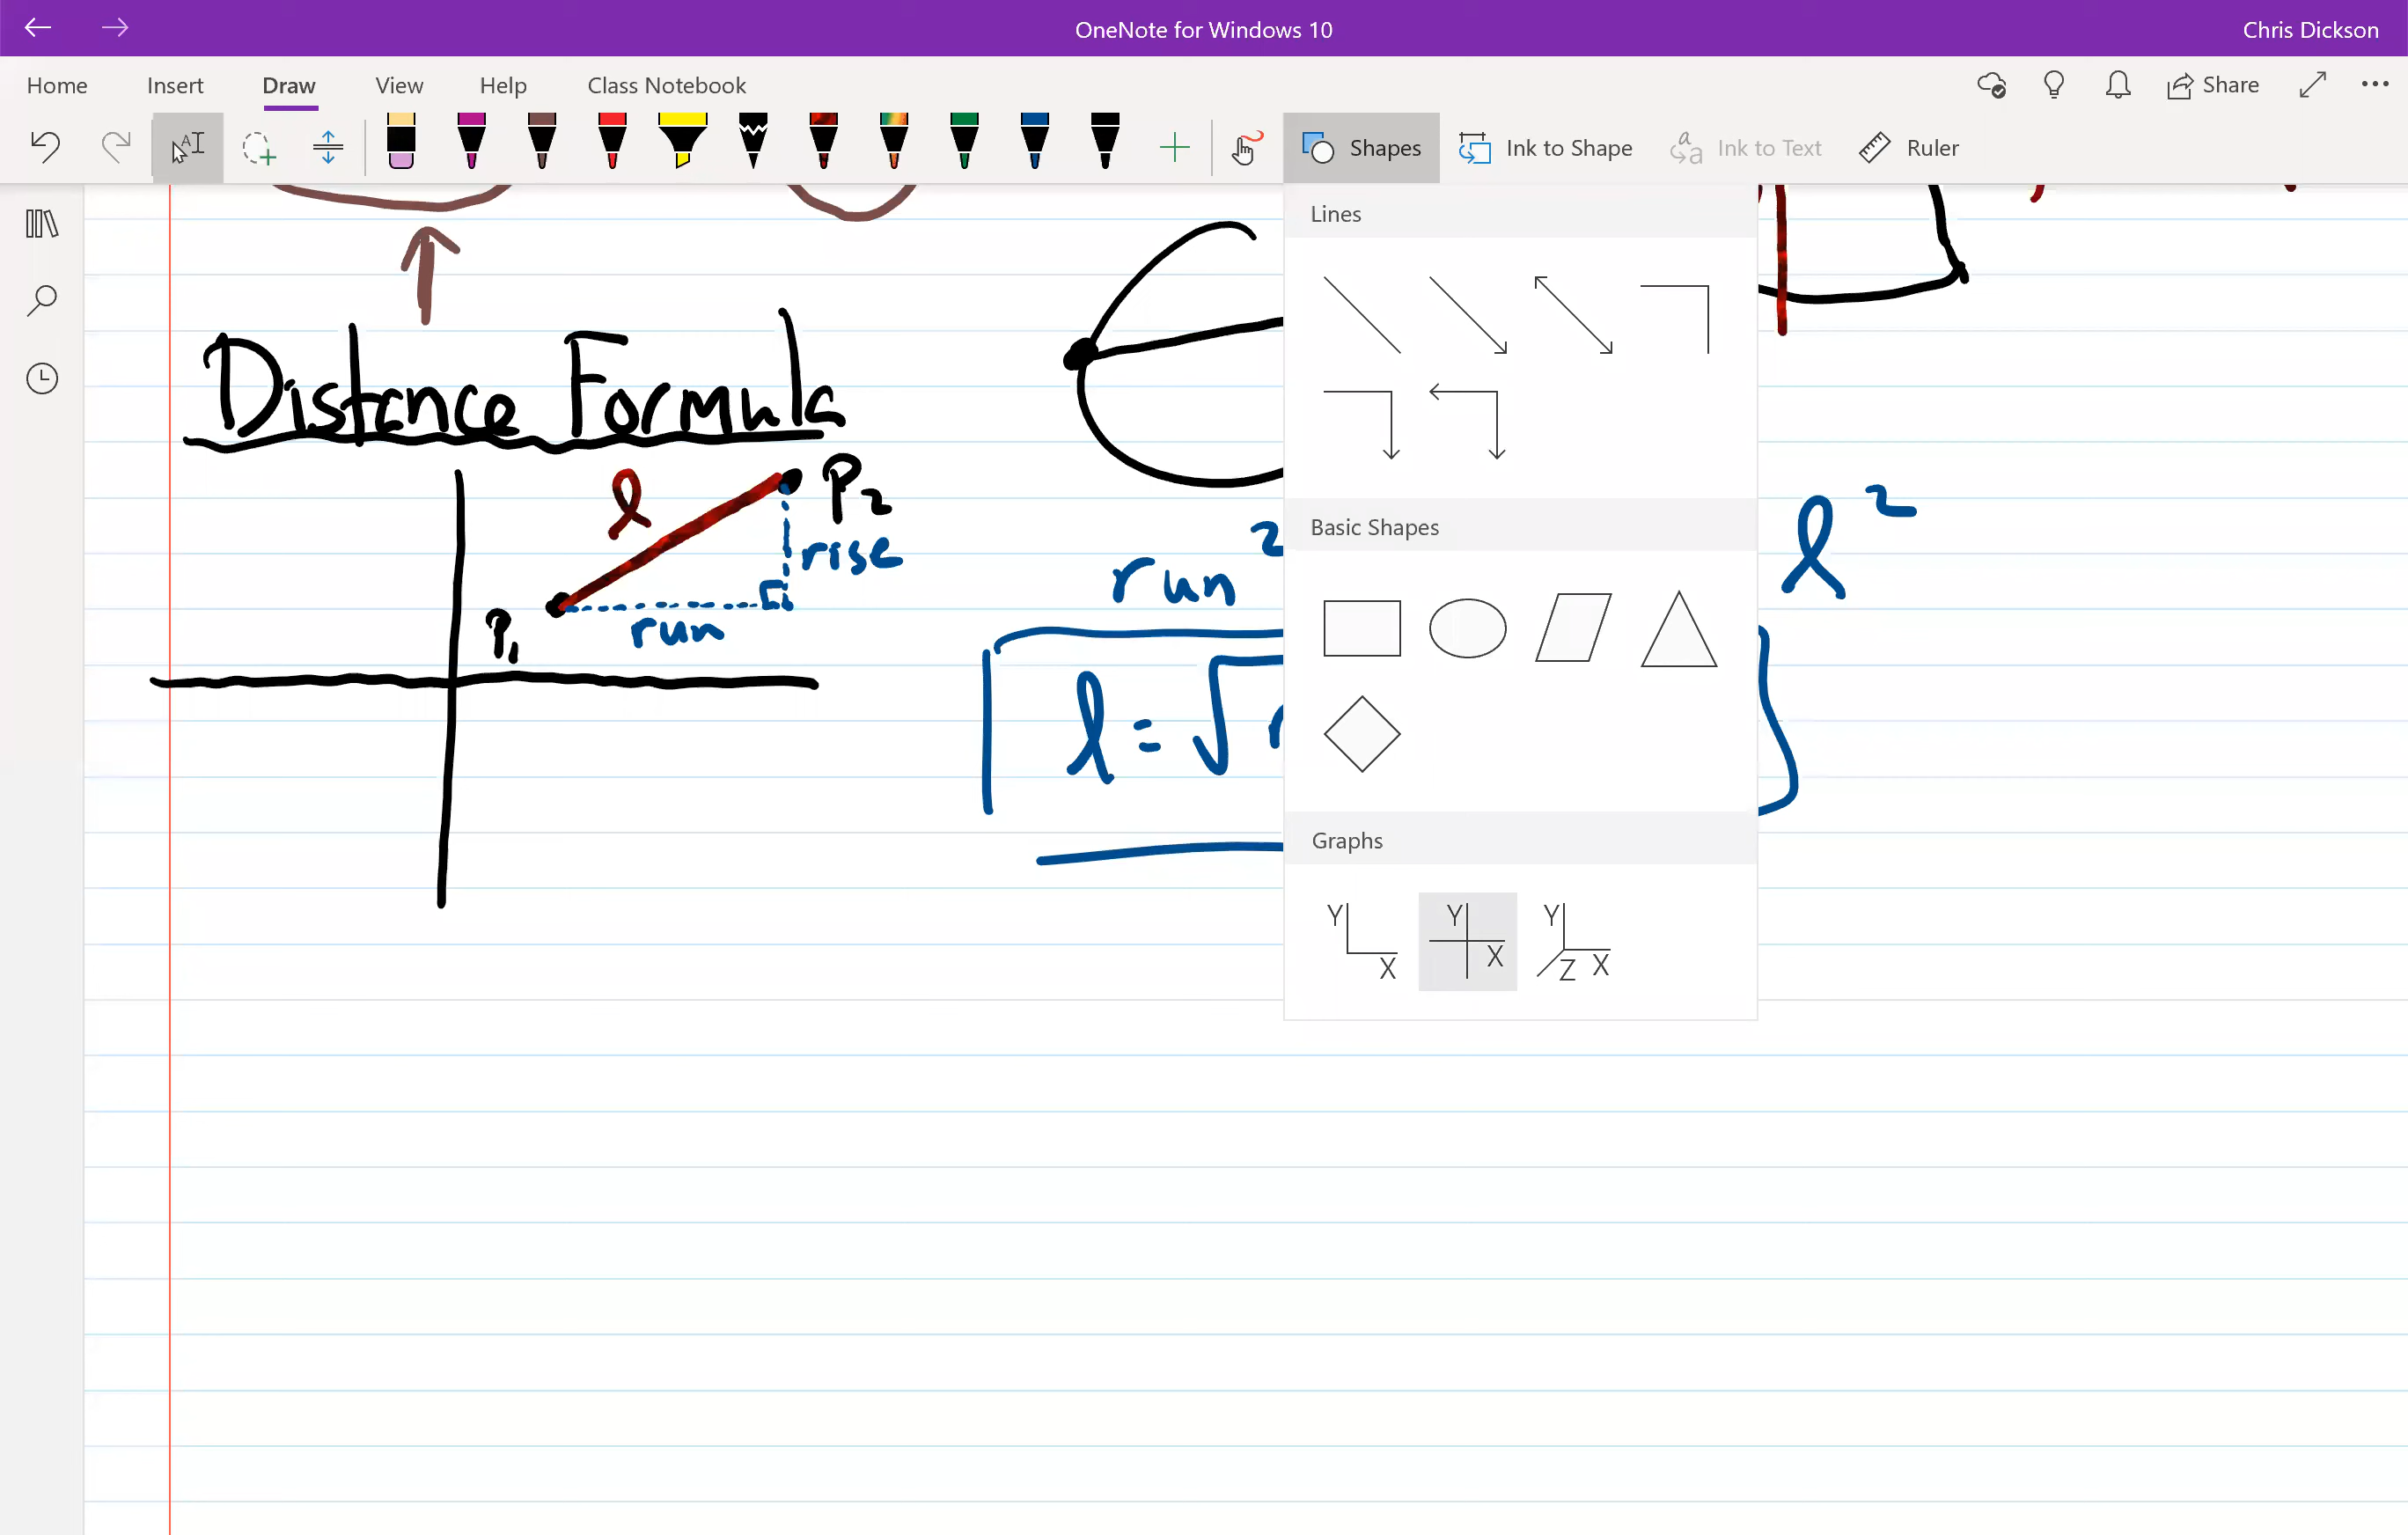 OneNote for Windows 10
Chris Dickson
Home Insert Draw View Help Class Notebook Share
Shapes Ink to Shape Ink to Text Ruler
Lines
Basic Shapes
Graphs
Y X
Y X
Y Z X
Distance Formula
l P2
rise
P1 run
run 2 l 2
l = √ r